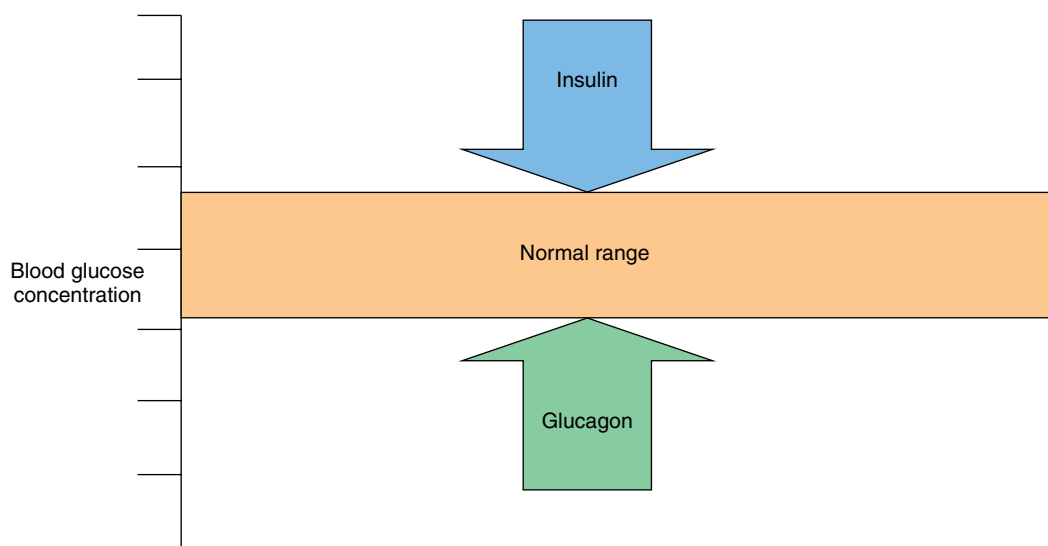 Insulin
Normal range
Blood glucose
concentration
Glucagon